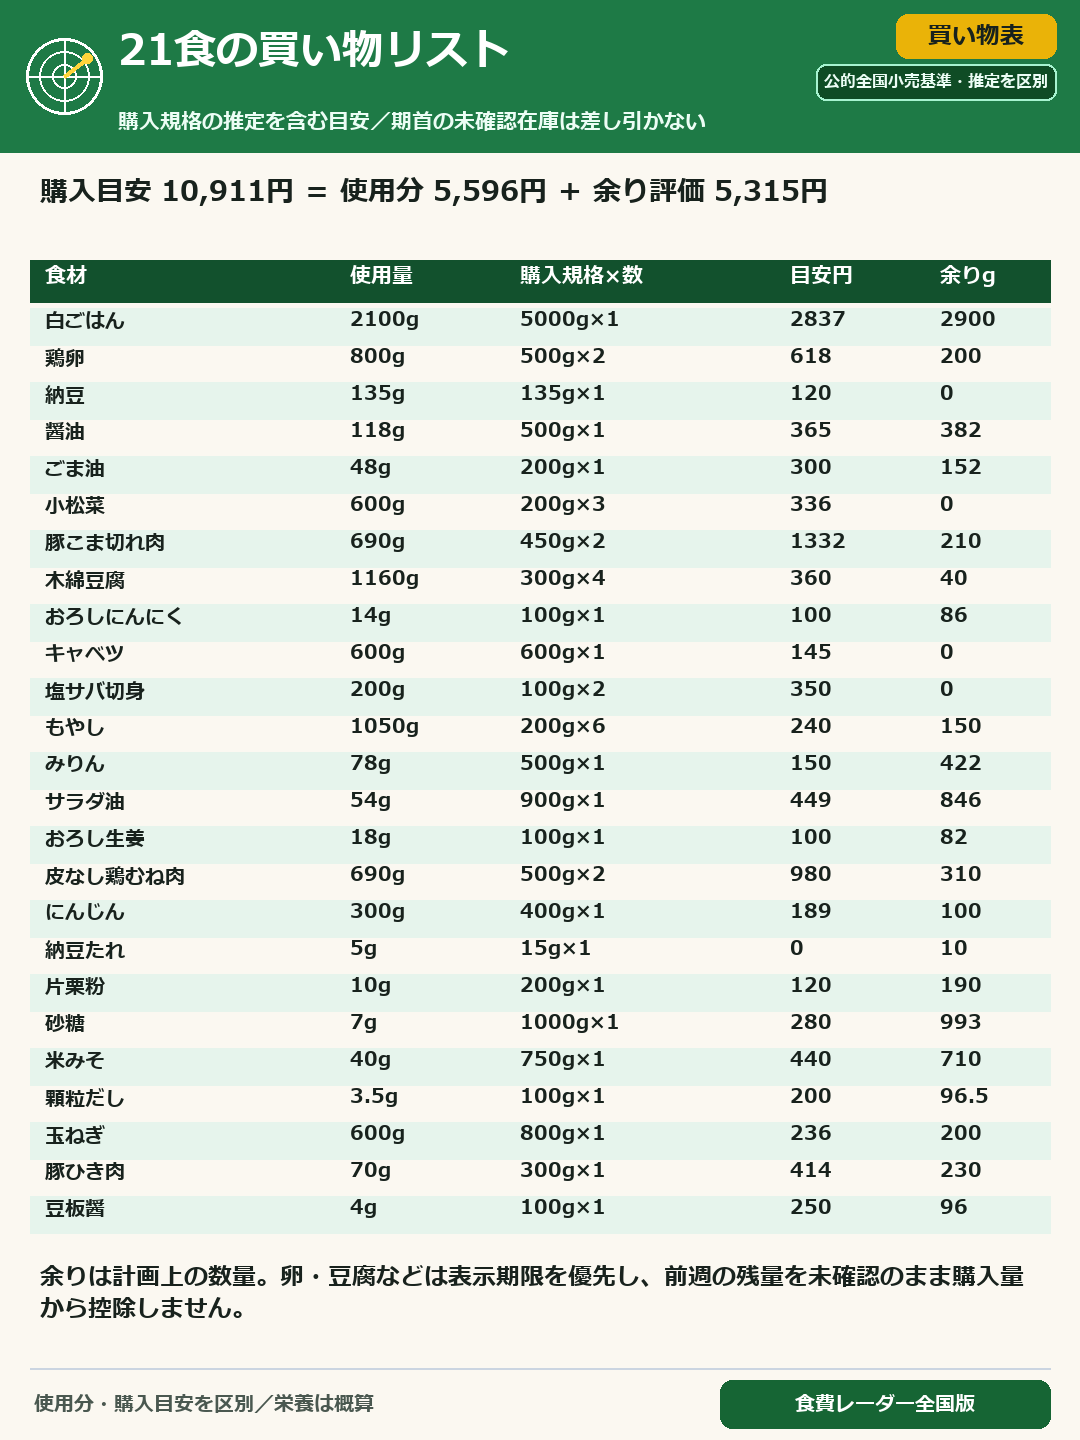 21食の買い物リスト
買い物表
公的全国小売基準・推定を区別
購入規格の推定を含む目安／期首の未確認在庫は差し引かない
購入目安 10,911円 ＝ 使用分 5,596円 ＋ 余り評価 5,315円
食材 使用量 購入規格×数 目安円 余りg
白ごはん 2100g 5000g×1 2837 2900
鶏卵 800g 500g×2 618 200
納豆 135g 135g×1 120 0
醤油 118g 500g×1 365 382
ごま油 48g 200g×1 300 152
小松菜 600g 200g×3 336 0
豚こま切れ肉 690g 450g×2 1332 210
木綿豆腐 1160g 300g×4 360 40
おろしにんにく 14g 100g×1 100 86
キャベツ 600g 600g×1 145 0
塩サバ切身 200g 100g×2 350 0
もやし 1050g 200g×6 240 150
みりん 78g 500g×1 150 422
サラダ油 54g 900g×1 449 846
おろし生姜 18g 100g×1 100 82
皮なし鶏むね肉 690g 500g×2 980 310
にんじん 300g 400g×1 189 100
納豆たれ 5g 15g×1 0 10
片栗粉 10g 200g×1 120 190
砂糖 7g 1000g×1 280 993
米みそ 40g 750g×1 440 710
顆粒だし 3.5g 100g×1 200 96.5
玉ねぎ 600g 800g×1 236 200
豚ひき肉 70g 300g×1 414 230
豆板醤 4g 100g×1 250 96
余りは計画上の数量。卵・豆腐などは表示期限を優先し、前週の残量を未確認のまま購入量
から控除しません。
使用分・購入目安を区別／栄養は概算
食費レーダー全国版